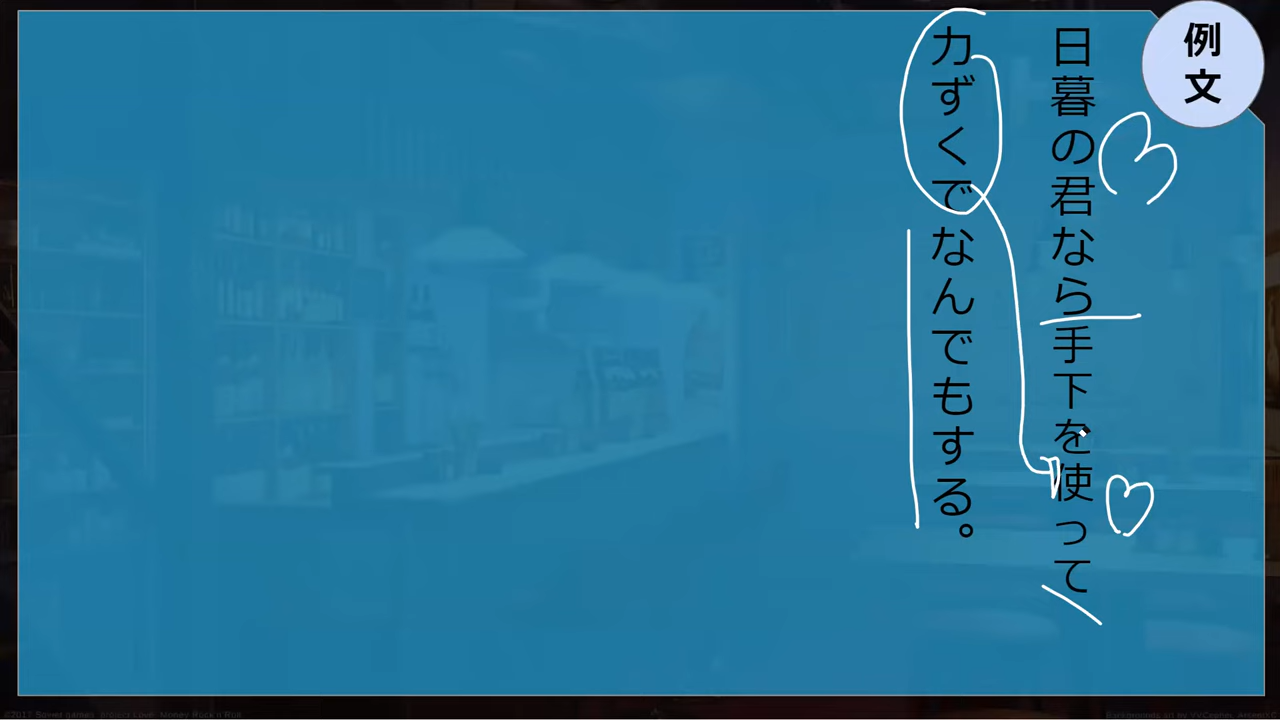 例文
日暮の君なら手下を使って
力ずくでなんでもする。